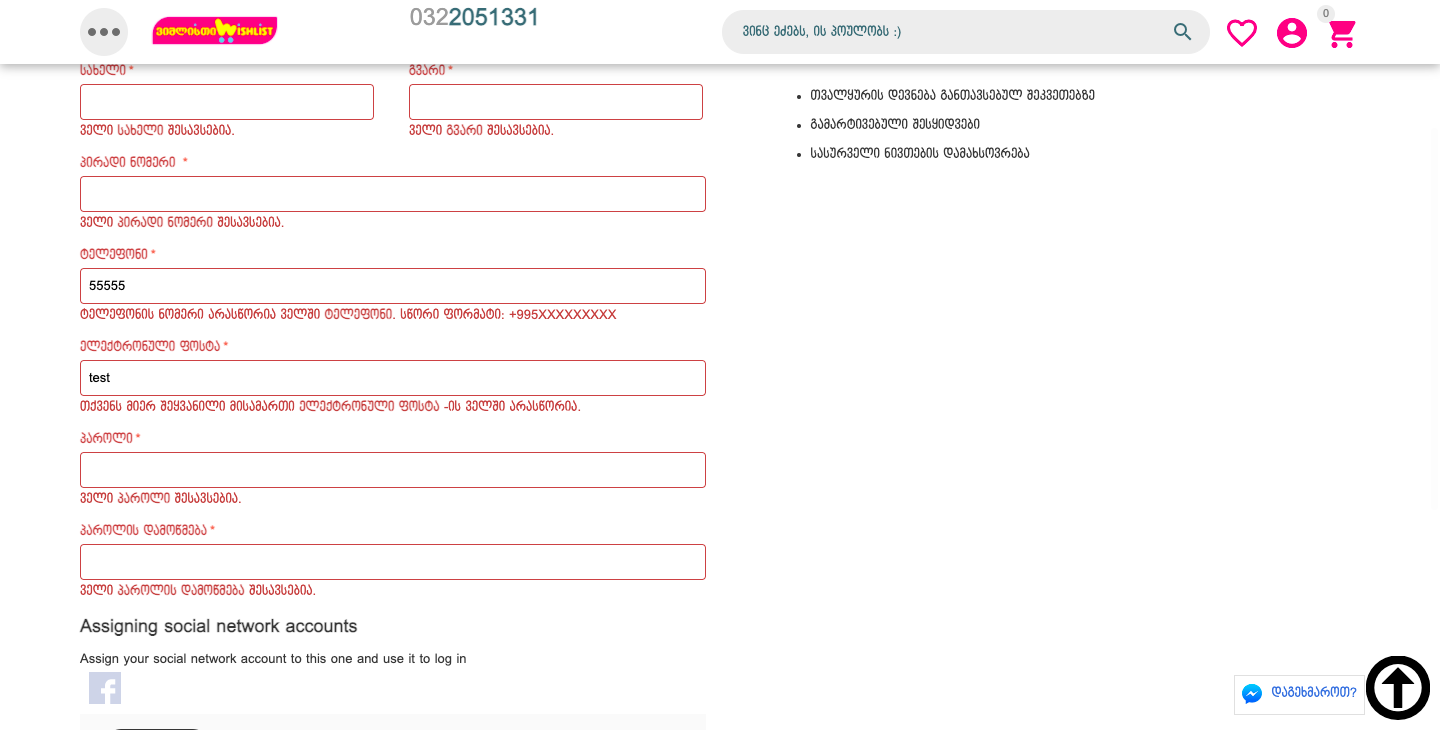 ვიშლისთი WISHLIST
0322051331
ვინც ეძებს, ის პოულობს :)
0
სახელი *
გვარი *
ველი სახელი შესავსებია.
ველი გვარი შესავსებია.
თვალყურის დევნება განთავსებულ შეკვეთებზე
გამარტივებული შესყიდვები
სასურველი ნივთების დამახსოვრება
პირადი ნომერი *
ველი პირადი ნომერი შესავსებია.
ტელეფონი *
55555
ტელეფონის ნომერი არასწორია ველში ტელეფონი. სწორი ფორმატი: +995XXXXXXXXX
ელექტრონული ფოსტა *
test
თქვენს მიერ შეყვანილი მისამართი ელექტრონული ფოსტა -ის ველში არასწორია.
პაროლი *
ველი პაროლი შესავსებია.
პაროლის დამოწმება *
ველი პაროლის დამოწმება შესავსებია.
Assigning social network accounts
Assign your social network account to this one and use it to log in
დაგეხმაროთ?